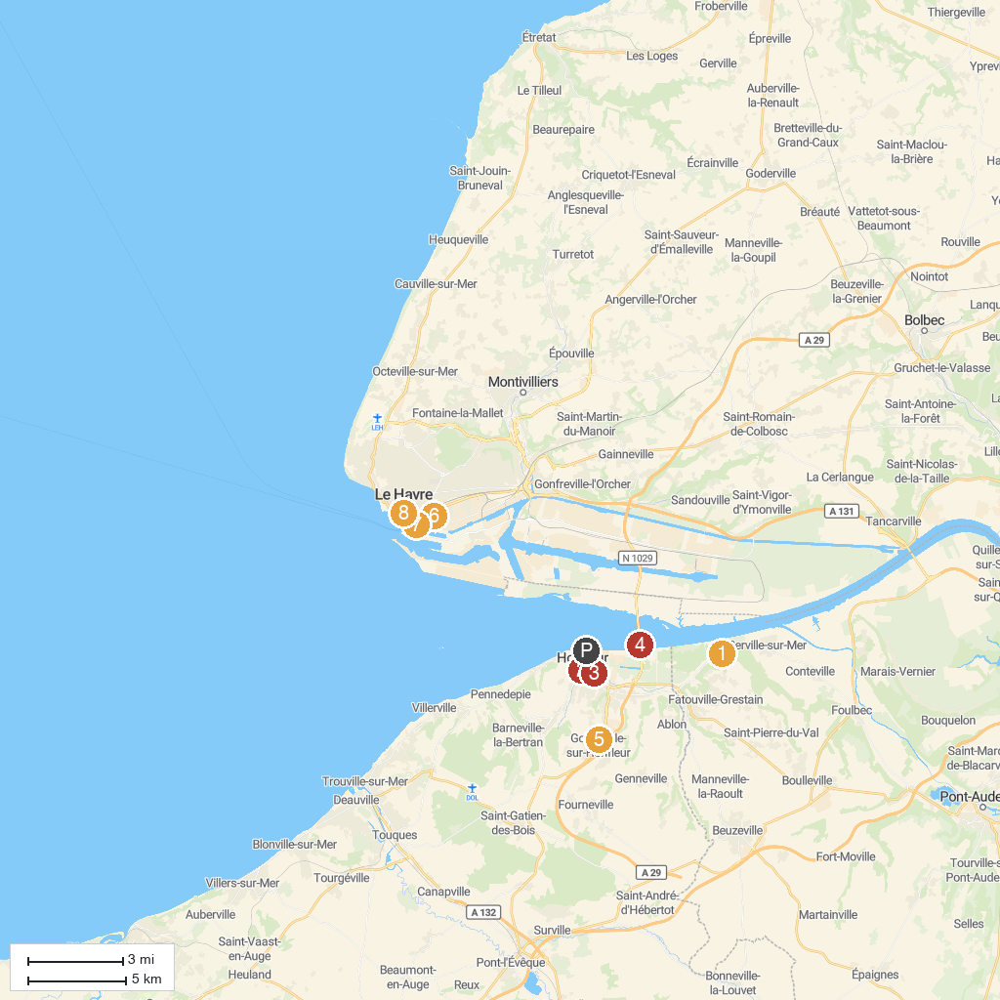 Froberville
Thiergeville
Étretat
Épreville
Les Loges
Gerville
Le Tilleul
Auberville-
la-Renault
Beaurepaire
Bretteville-du-
Grand-Caux
Saint-Maclou-
la-Brière
Écrainville
Saint-Jouin-
Bruneval
Criquetot-l'Esneval
Goderville
Anglesqueville-
l'Esneval
Bréauté
Vattetot-sous-
Beaumont
Heuqueville
Saint-Sauveur-
d'Émalleville
Manneville-
la-Goupil
Rouville
Turretot
Nointot
Cauville-sur-Mer
Beuzeville-
la-Grenier
Angerville-l'Orcher
Bolbec
A 29
Épouville
Octeville-sur-Mer
Gruchet-le-Valasse
Montivilliers
Fontaine-la-Mallet
Saint-Martin-
du-Manoir
Saint-Romain-
de-Colbosc
Saint-Antoine-
la-Forêt
LEH
Gainneville
Saint-Nicolas-
de-la-Taille
La Cerlangue
Gonfreville-l'Orcher
Le Havre
Sandouville
Saint-Vigor-
d'Ymonville
8
6
7
A 131
Tancarville
N 1029
P
4
1
3
Berville-sur-Mer
Conteville
Marais-Vernier
Pennedepie
Villerville
Fatouville-Grestain
Foulbec
Ablon
Barneville-
la-Bertran
5
sur-Honfleur
Saint-Pierre-du-Val
Bouquelon
Genneville
Manneville-
la-Raoult
Boulleville
Trouville-sur-Mer
Deauville
DOL
Fourneville
Saint-Gatien-
des-Bois
Beuzeville
Touques
Blonville-sur-Mer
Fort-Moville
A 29
Tourgéville
Villers-sur-Mer
Canapville
Saint-André-
d'Hébertot
A 132
Auberville
Martainville
Selles
Surville
Saint-Vaast-
en-Auge
Pont-l'Évêque
3 mi
5 km
Heuland
Beaumont-
en-Auge
Reux
Bonneville-
la-Louvet
Épaignes